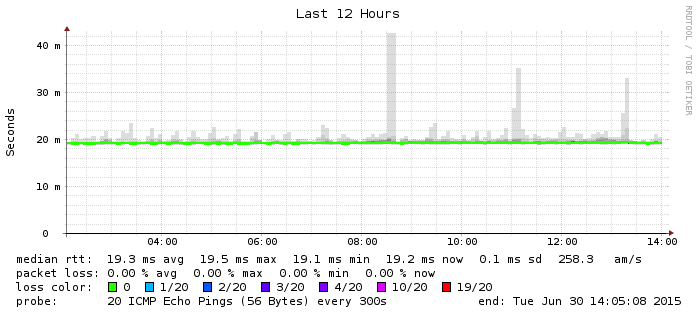 Last 12 Hours
RRDTOOL / TOBI OETIKER
Seconds
40 m
30 m
20 m
10 m
0
04:00 06:00 08:00 10:00 12:00 14:00
median rtt: 19.3 ms avg 19.5 ms max 19.1 ms min 19.2 ms now 0.1 ms sd 258.3 am/s
packet loss: 0.00 % avg 0.00 % max 0.00 % min 0.00 % now
loss color: 0 1/20 2/20 3/20 4/20 10/20 19/20
probe: 20 ICMP Echo Pings (56 Bytes) every 300s end: Tue Jun 30 14:05:08 2015